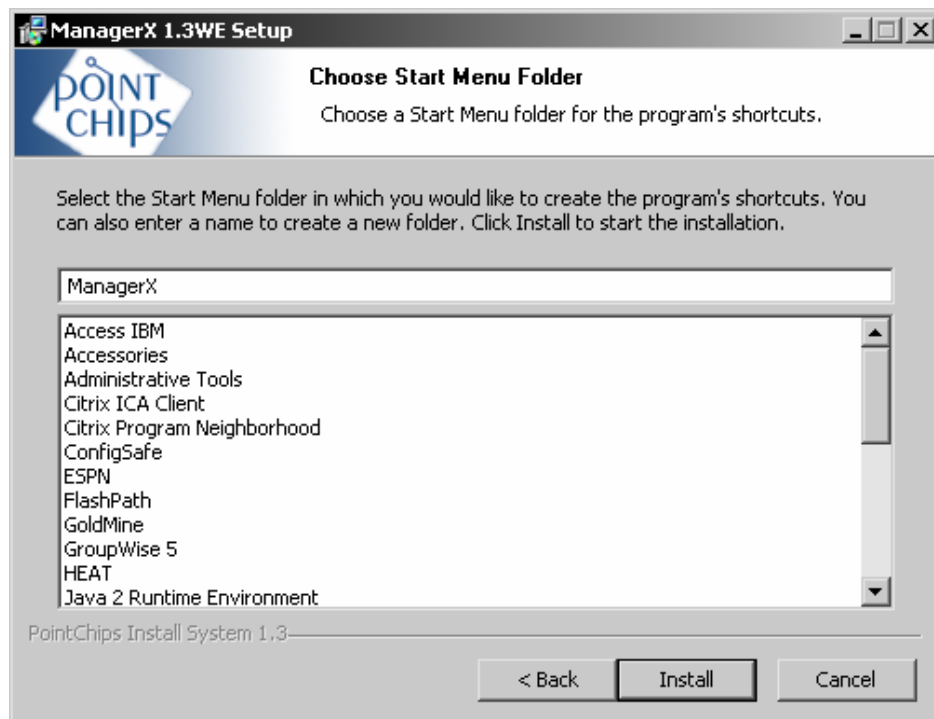 ManagerX 1.3WE Setup
POINT
CHIPS
Choose Start Menu Folder
Choose a Start Menu folder for the program's shortcuts.
Select the Start Menu folder in which you would like to create the program's shortcuts. You
can also enter a name to create a new folder. Click Install to start the installation.
ManagerX
Access IBM
Accessories
Administrative Tools
Citrix ICA Client
Citrix Program Neighborhood
ConfigSafe
ESPN
FlashPath
GoldMine
GroupWise 5
HEAT
Java 2 Runtime Environment
PointChips Install System 1.3
< Back
Install
Cancel